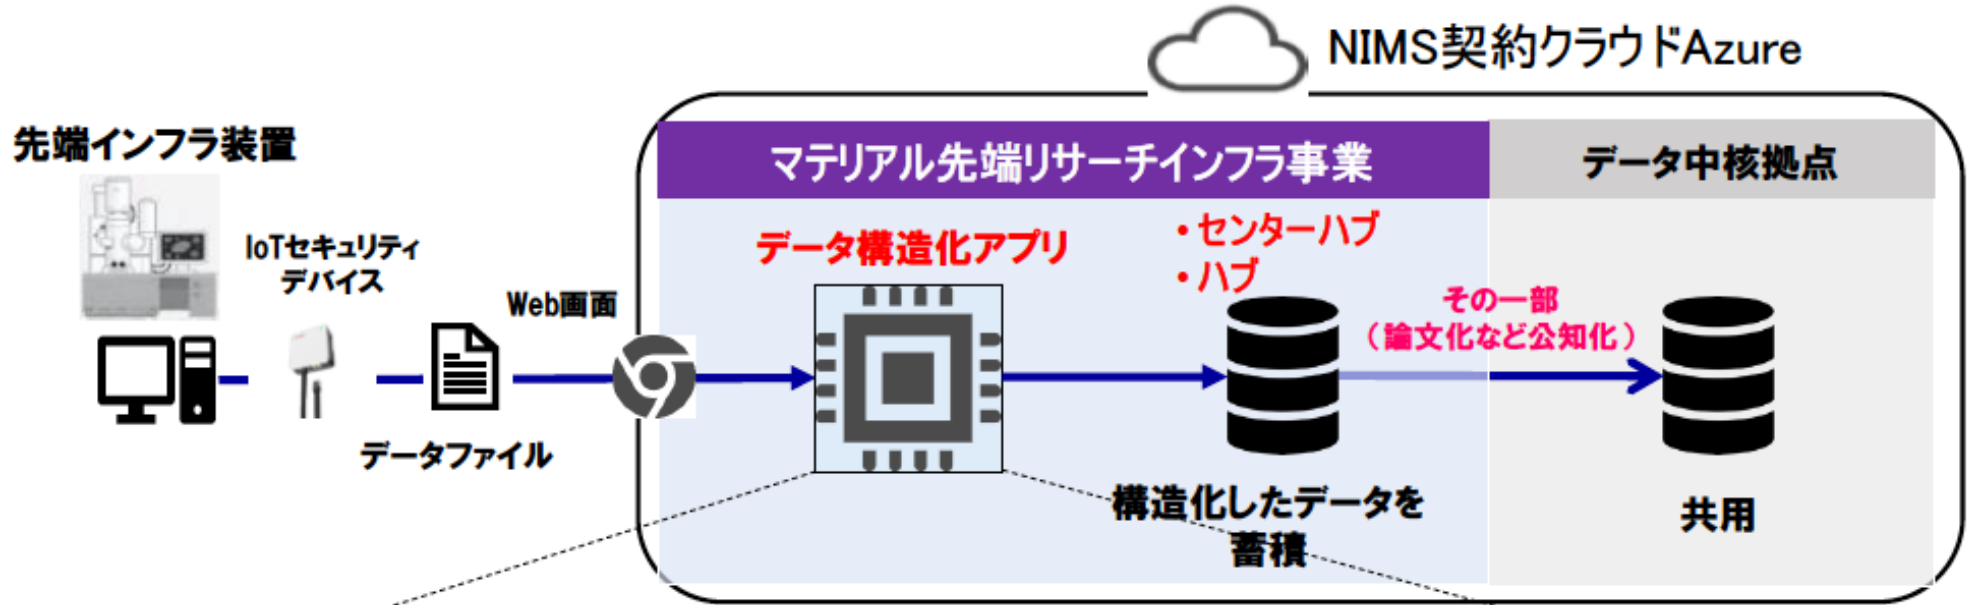 NIMS契約クラウドAzure
先端インフラ装置
マテリアル先端リサーチインフラ事業
データ中核拠点
IoTセキュリティ
デバイス
Web画面
データ構造化アプリ
・センターハブ
・ハブ
その一部
（論文化など公知化）
データファイル
構造化したデータを
蓄積
共用